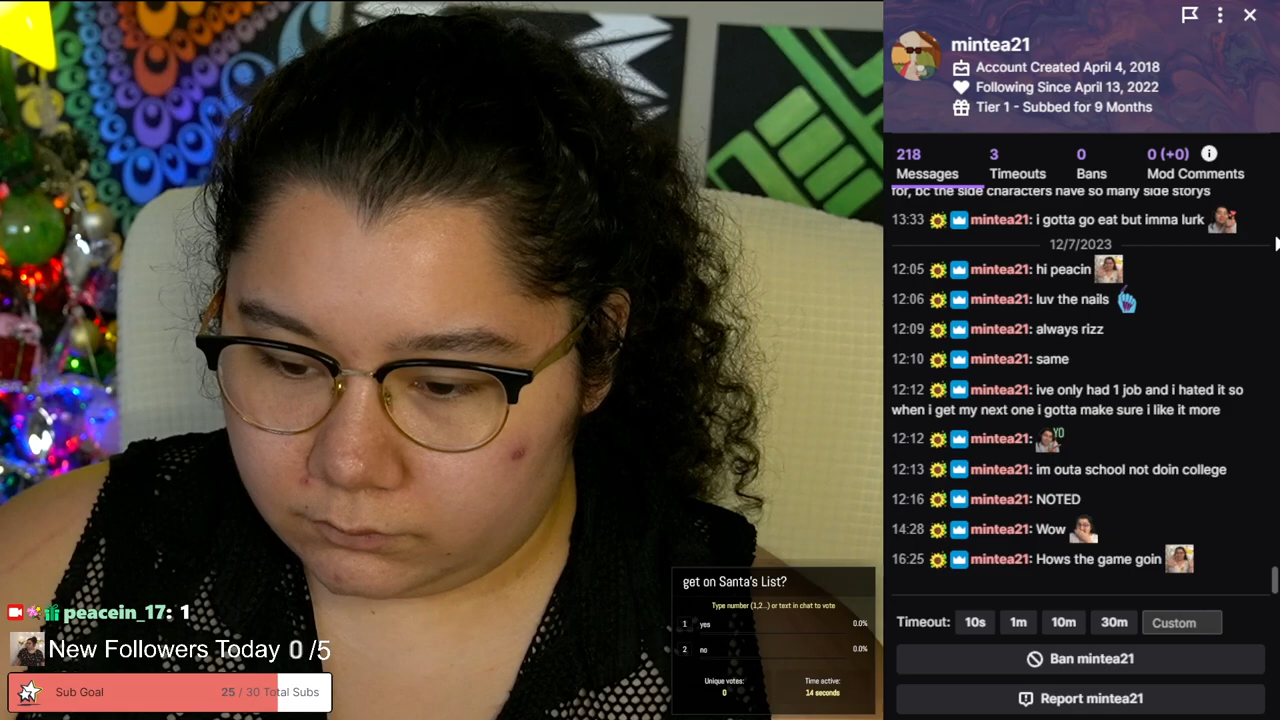 mintea21
Account Created April 4, 2018
Following Since April 13, 2022
Tier 1 - Subbed for 9 Months
218 3 0 0 (+0)
Messages Timeouts Bans Mod Comments
for, bc the side characters have so many side storys
13:33 mintea21: i gotta go eat but imma lurk
12/7/2023
12:05 mintea21: hi peacin
12:06 mintea21: luv the nails
12:09 mintea21: always rizz
12:10 mintea21: same
12:12 mintea21: ive only had 1 job and i hated it so
when i get my next one i gotta make sure i like it more
12:12 mintea21: YO
12:13 mintea21: im outa school not doin college
12:16 mintea21: NOTED
14:28 mintea21: Wow
16:25 mintea21: Hows the game goin
Timeout: 10s 1m 10m 30m Custom
Ban mintea21
Report mintea21
get on Santa's List?
Type number (1,2...) or text in chat to vote
1 yes 0.0%
2 no 0.0%
Unique votes: Time active:
0 14 seconds
peacein_17: 1
New Followers Today 0 /5
Sub Goal 25 / 30 Total Subs